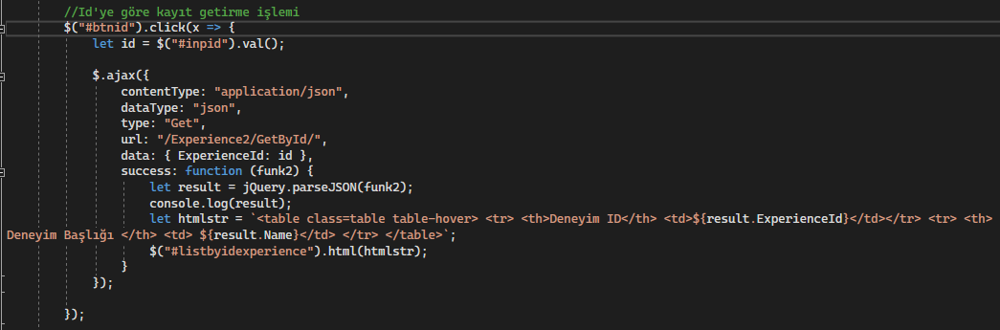 //Id'ye göre kayıt getirme işlemi
$("#btnid").click(x => {
let id = $("#inpid").val();
$.ajax({
contentType: "application/json",
dataType: "json",
type: "Get",
url: "/Experience2/GetById/",
data: { ExperienceId: id },
success: function (funk2) {
let result = jQuery.parseJSON(funk2);
console.log(result);
let htmlstr = `<table class=table table-hover> <tr> <th>Deneyim ID</th> <td>${result.ExperienceId}</td></tr> <tr> <th>
Deneyim Başlığı </th> <td> ${result.Name}</td> </tr> </table>`;
$("#listbyidexperience").html(htmlstr);
}
});
});